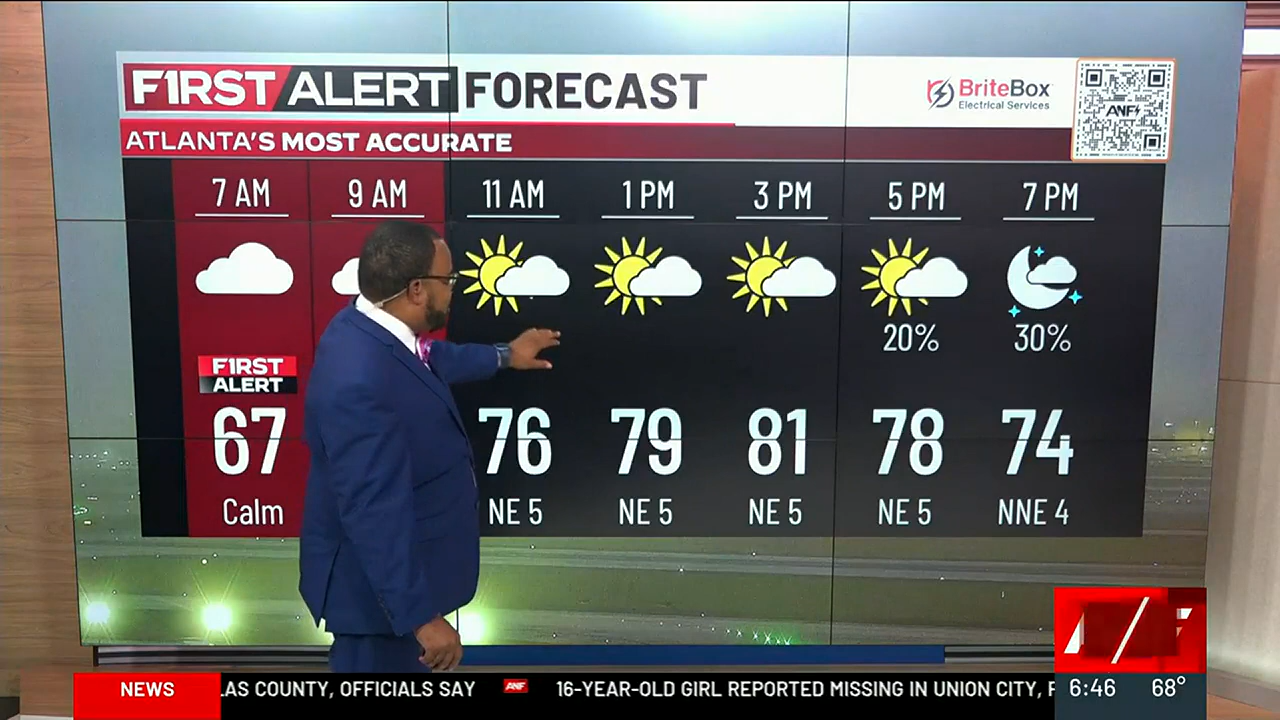 F1RST ALERT FORECAST
BriteBox
Electrical Services
ANF
ATLANTA'S MOST ACCURATE
7 AM 9 AM 11 AM 1 PM 3 PM 5 PM 7 PM
20% 30%
F1RST
ALERT
67 76 79 81 78 74
Calm NE 5 NE 5 NE 5 NE 5 NNE 4
NEWS
LAS COUNTY, OFFICIALS SAY ANF 16-YEAR-OLD GIRL REPORTED MISSING IN UNION CITY,
6:46 68°